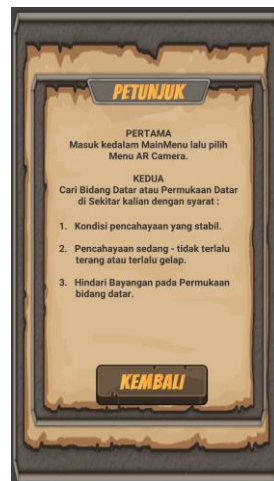 PETUNJUK
PERTAMA
Masuk kedalam MainMenu lalu pilih
Menu AR Camera.
KEDUA
Cari Bidang Datar atau Permukaan Datar
di Sekitar kalian dengan syarat :
1. Kondisi pencahayaan yang stabil.
2. Pencahayaan sedang - tidak terlalu
terang atau terlalu gelap.
3. Hindari Bayangan pada Permukaan
bidang datar.
KEMBALI